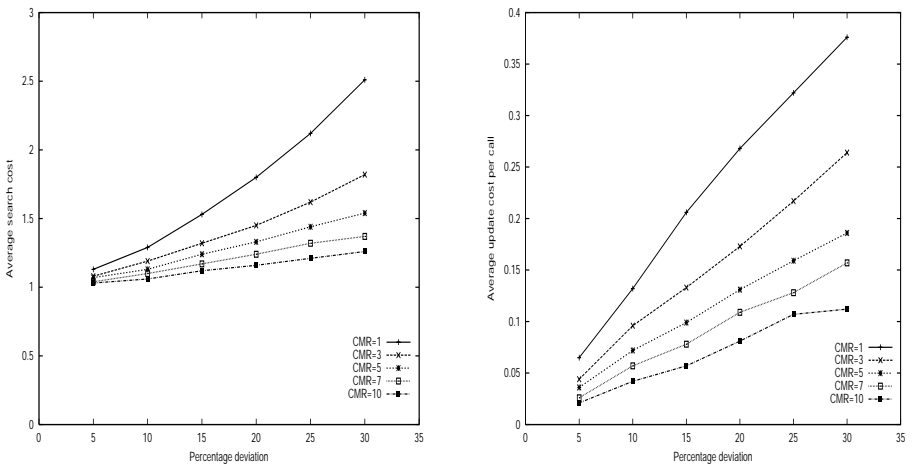 3
2.5
2
1.5
1
0.5
0
0 5 10 15 20 25 30 35
Average search cost
Percentage deviation
CMR=1
CMR=3
CMR=5
CMR=7
CMR=10
0.4
0.35
0.3
0.25
0.2
0.15
0.1
0.05
0
0 5 10 15 20 25 30 35
Average update cost per call
Percentage deviation
CMR=1
CMR=3
CMR=5
CMR=7
CMR=10